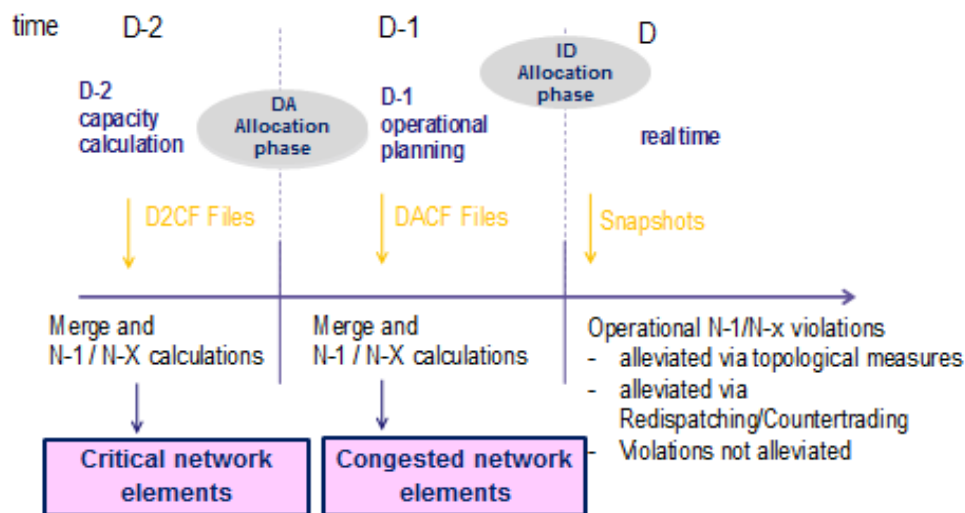 time
D-2
D-1
D
D-2
capacity
calculation
DA
Allocation
phase
D-1
operational
planning
ID
Allocation
phase
real time
D2CF Files
DACF Files
Snapshots
Merge and
N-1 / N-X calculations
Merge and
N-1 / N-X calculations
Operational N-1/N-x violations
- alleviated via topological measures
- alleviated via
Redispatching/Countertrading
- Violations not alleviated
Critical network
elements
Congested network
elements